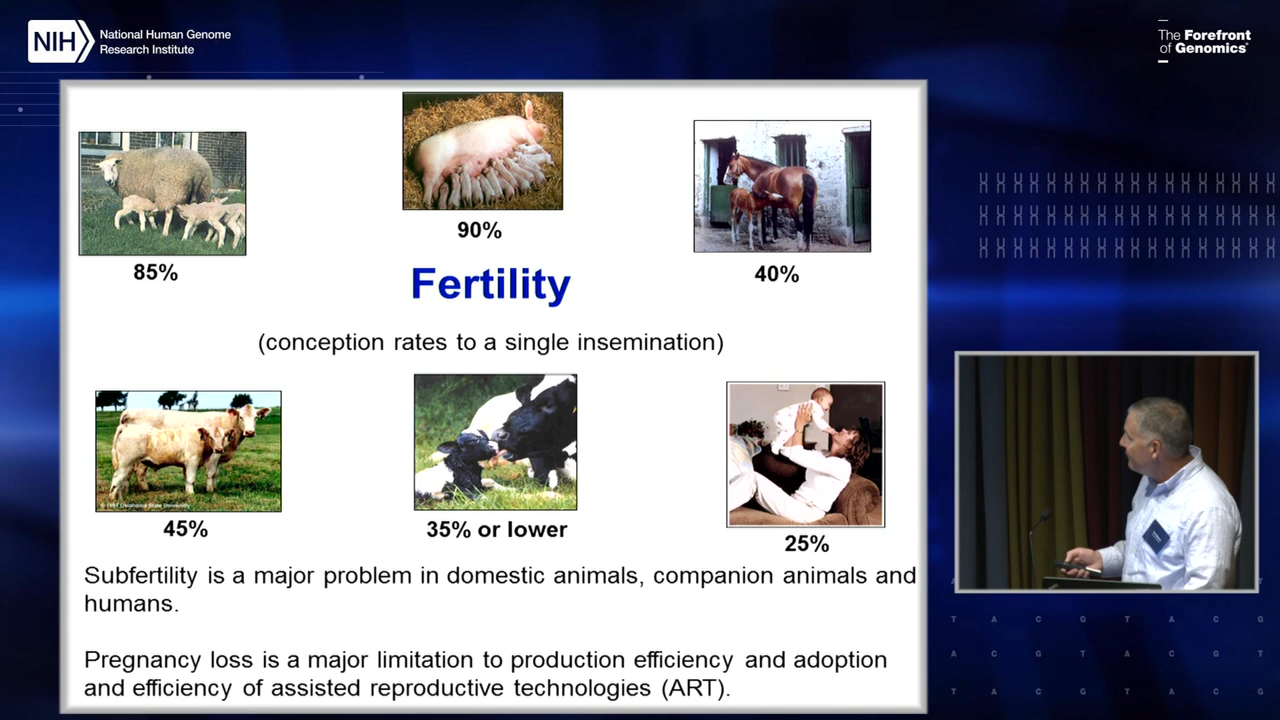 NIH
National Human Genome
Research Institute
The Forefront
of Genomics
85%
90%
40%
Fertility
(conception rates to a single insemination)
45%
35% or lower
25%
Subfertility is a major problem in domestic animals, companion animals and
humans.
Pregnancy loss is a major limitation to production efficiency and adoption
and efficiency of assisted reproductive technologies (ART).
T A C G T A C G
A C G T A C G T
T A C G T A C G